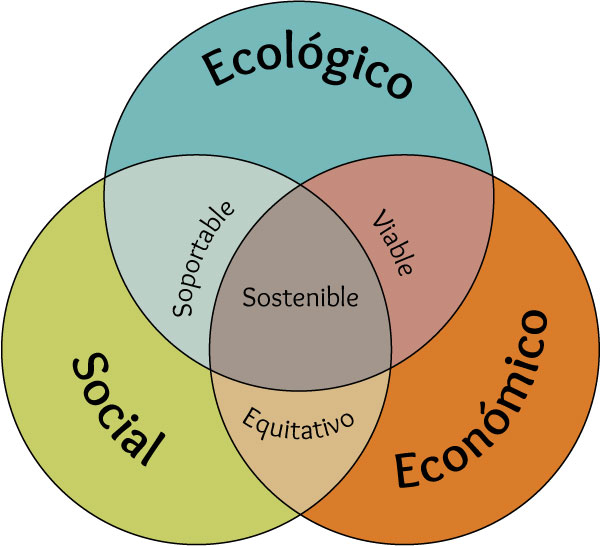 Ecológico
Soportable
Viable
Sostenible
Social
Equitativo
Económico